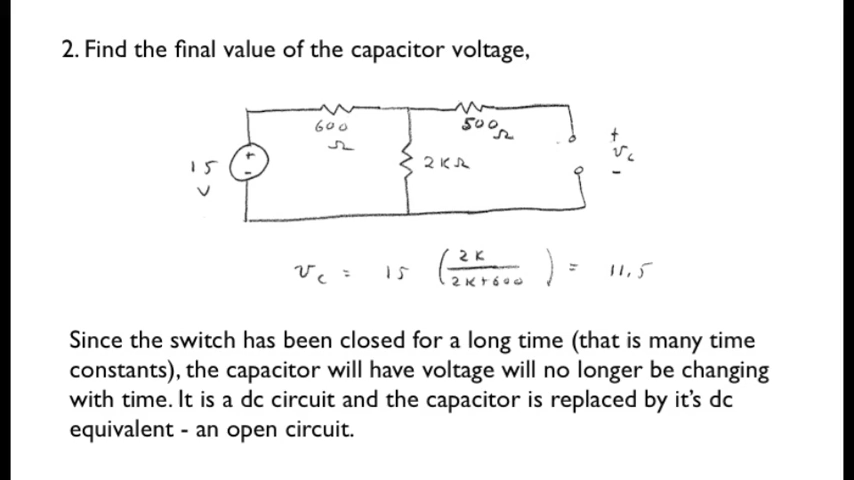 2. Find the final value of the capacitor voltage,
600 Ω
500 Ω
+
15 V
+
-
2 K Ω
vc
-
vc = 15 (2K / 2K+600) = 11.5
Since the switch has been closed for a long time (that is many time
constants), the capacitor will have voltage will no longer be changing
with time. It is a dc circuit and the capacitor is replaced by it's dc
equivalent - an open circuit.